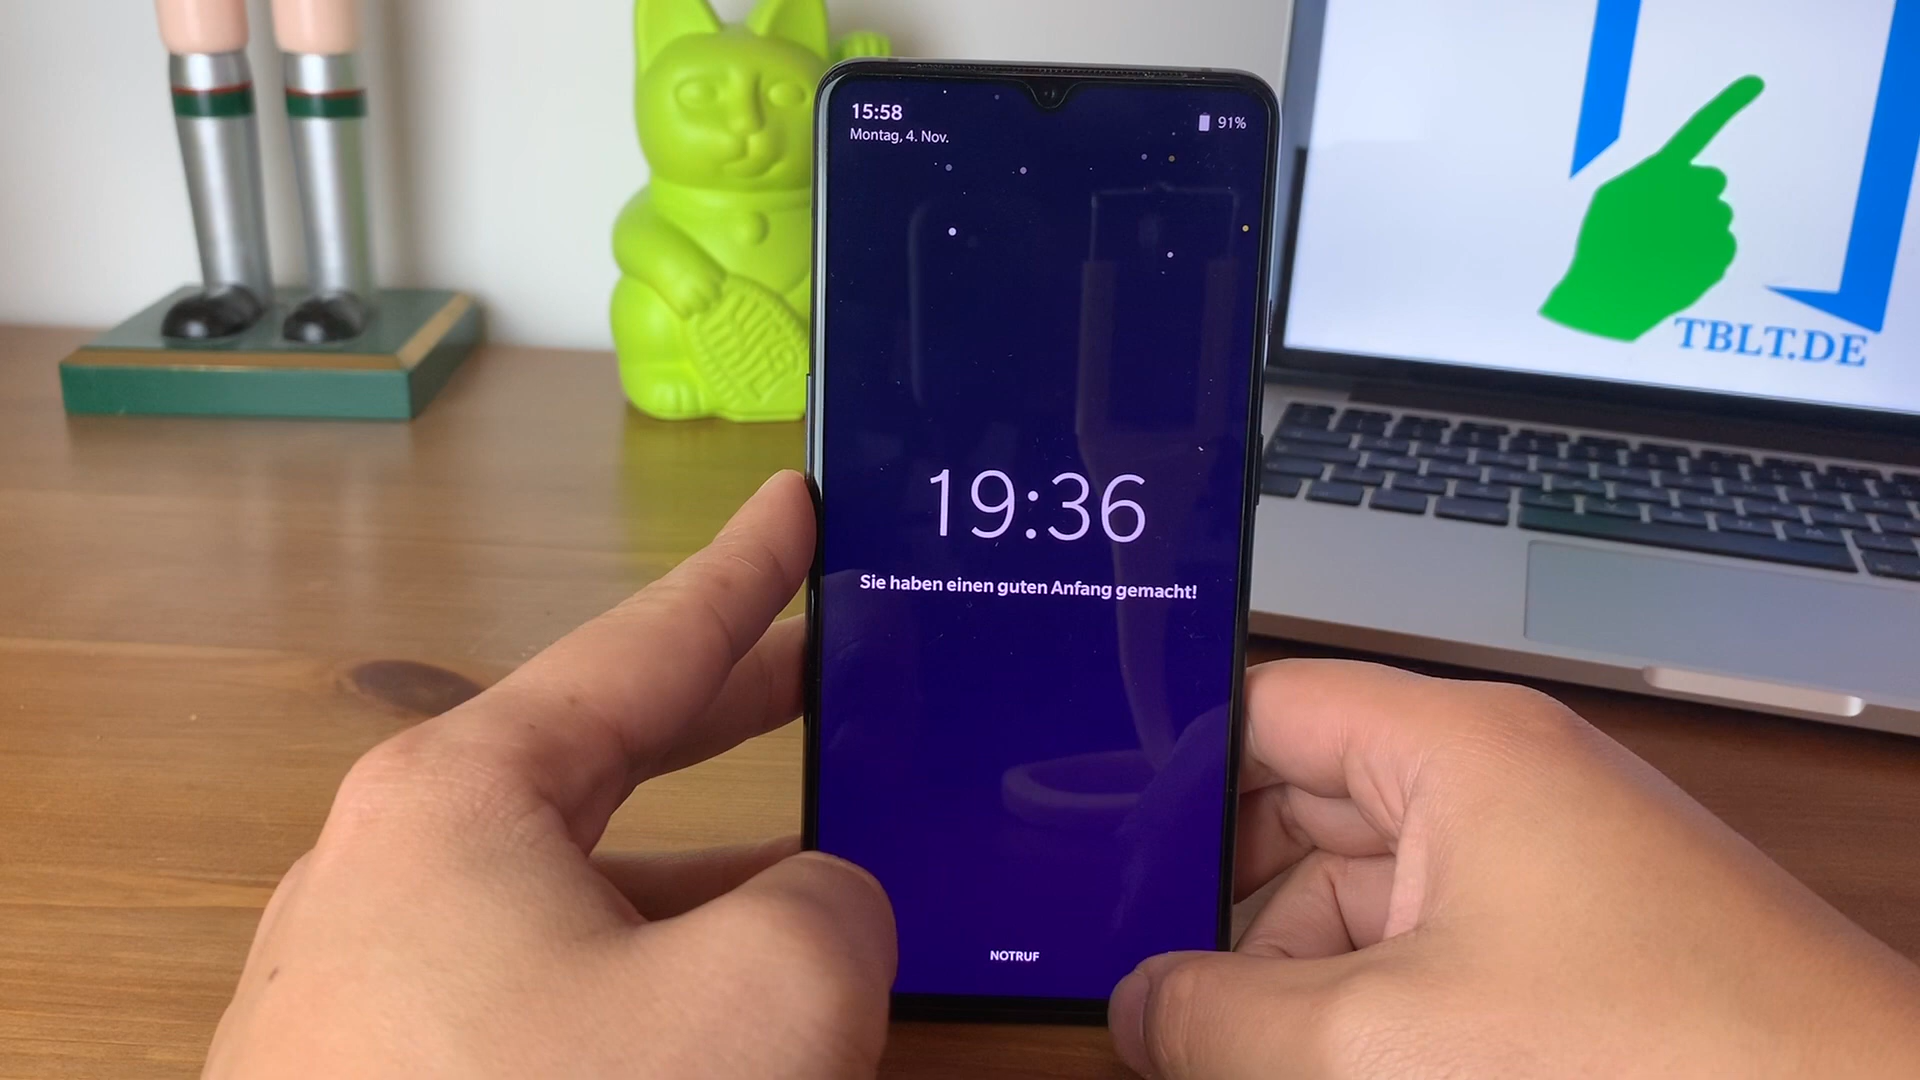 15:58
Montag, 4. Nov.
91%
19:36
Sie haben einen guten Anfang gemacht!
NOTRUF
TBLT.DE